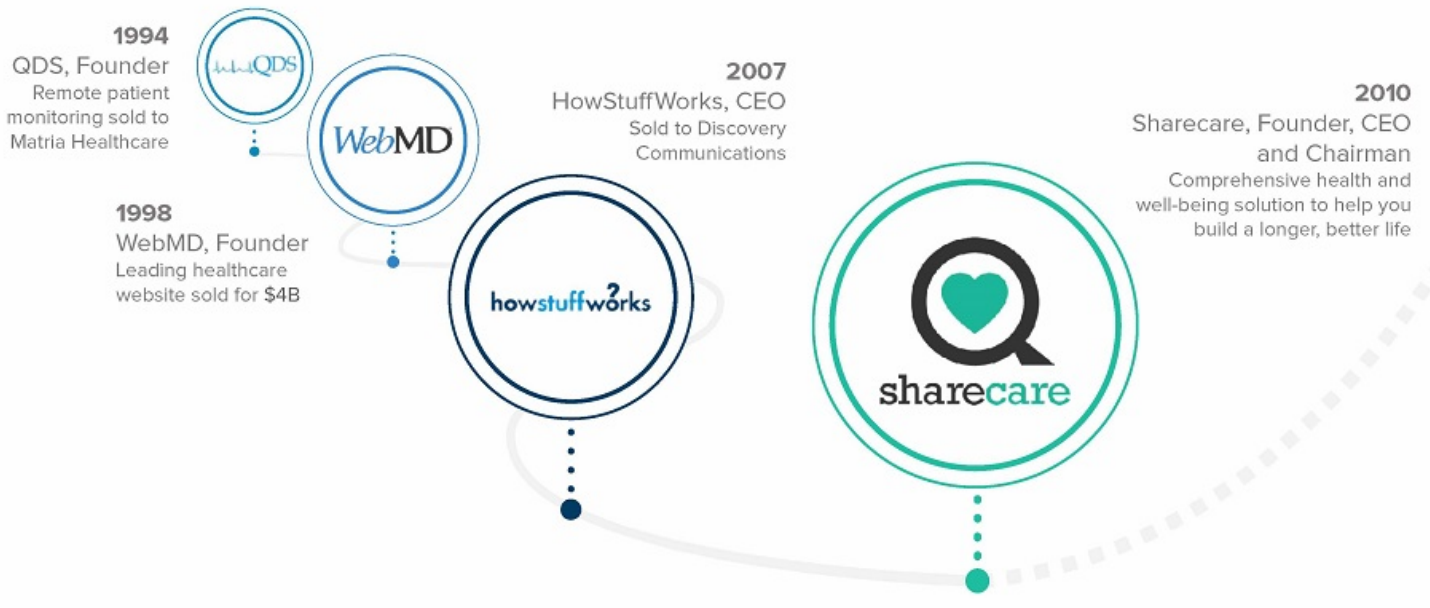 1994
QDS, Founder
Remote patient
monitoring sold to
Matria Healthcare
QDS
WebMD
1998
WebMD, Founder
Leading healthcare
website sold for $4B
2007
HowStuffWorks, CEO
Sold to Discovery
Communications
howstuffworks
2010
Sharecare, Founder, CEO
and Chairman
Comprehensive health and
well-being solution to help you
build a longer, better life
sharecare